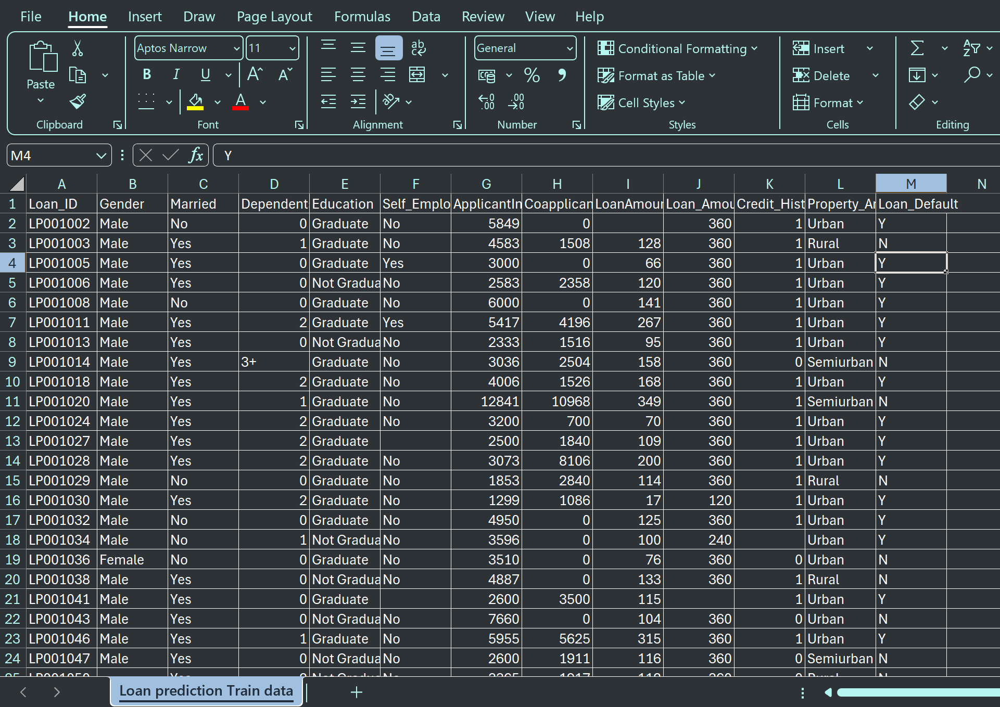 File Home Insert Draw Page Layout Formulas Data Review View Help
Aptos Narrow 11 General Conditional Formatting Insert
Paste B I U % Format as Table Delete
Cell Styles Format
Clipboard Font Alignment Number Styles Cells Editing
M4 fx Y
A B C D E F G H I J K L M N
1 Loan_ID Gender Married Dependent Education Self_Emplo ApplicantIn Coapplican LoanAmour Loan_Amou Credit_Hist Property_Ar Loan_Default
2 LP001002 Male No 0 Graduate No 5849 0 360 1 Urban Y
3 LP001003 Male Yes 1 Graduate No 4583 1508 128 360 1 Rural N
4 LP001005 Male Yes 0 Graduate Yes 3000 0 66 360 1 Urban Y
5 LP001006 Male Yes 0 Not Gradua No 2583 2358 120 360 1 Urban Y
6 LP001008 Male No 0 Graduate No 6000 0 141 360 1 Urban Y
7 LP001011 Male Yes 2 Graduate Yes 5417 4196 267 360 1 Urban Y
8 LP001013 Male Yes 0 Not Gradua No 2333 1516 95 360 1 Urban Y
9 LP001014 Male Yes 3+ Graduate No 3036 2504 158 360 0 Semiurban N
10 LP001018 Male Yes 2 Graduate No 4006 1526 168 360 1 Urban Y
11 LP001020 Male Yes 1 Graduate No 12841 10968 349 360 1 Semiurban N
12 LP001024 Male Yes 2 Graduate No 3200 700 70 360 1 Urban Y
13 LP001027 Male Yes 2 Graduate 2500 1840 109 360 1 Urban Y
14 LP001028 Male Yes 2 Graduate No 3073 8106 200 360 1 Urban Y
15 LP001029 Male No 0 Graduate No 1853 2840 114 360 1 Rural N
16 LP001030 Male Yes 2 Graduate No 1299 1086 17 120 1 Urban Y
17 LP001032 Male No 0 Graduate No 4950 0 125 360 1 Urban Y
18 LP001034 Male No 1 Not Gradua No 3596 0 100 240 Urban Y
19 LP001036 Female No 0 Graduate No 3510 0 76 360 0 Urban N
20 LP001038 Male Yes 0 Not Gradua No 4887 0 133 360 1 Rural N
21 LP001041 Male Yes 0 Graduate 2600 3500 115 1 Urban Y
22 LP001043 Male Yes 0 Not Gradua No 7660 0 104 360 0 Urban N
23 LP001046 Male Yes 1 Graduate No 5955 5625 315 360 1 Urban Y
24 LP001047 Male Yes 0 Not Gradua No 2600 1911 116 360 0 Semiurban N
Loan prediction Train data